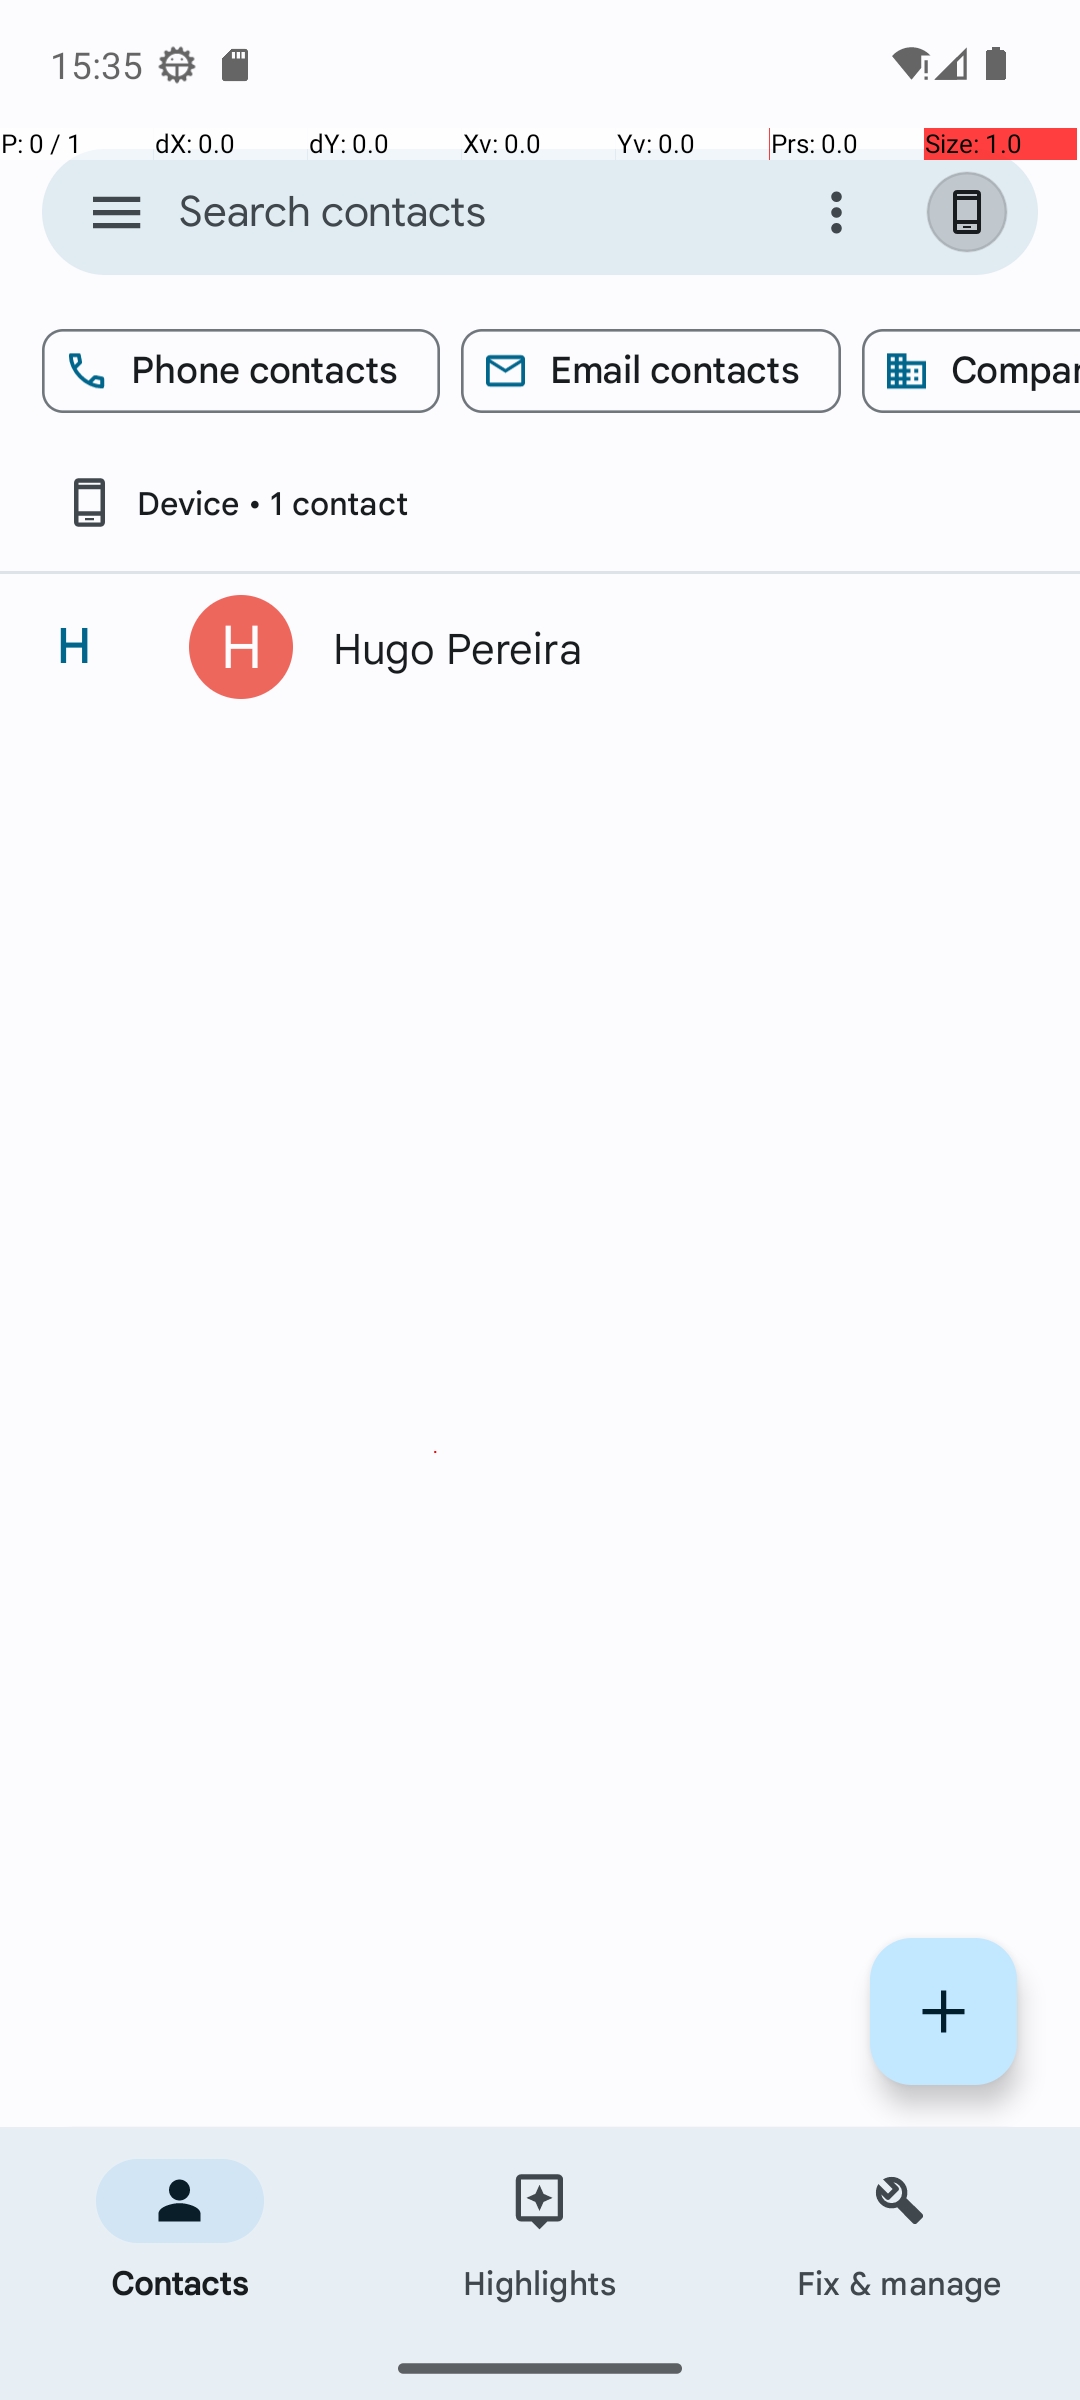 15:35
P: 0 / 1 dX: 0.0 dY: 0.0 Xv: 0.0 Yv: 0.0 Prs: 0.0 Size: 1.0
Search contacts
Phone contacts Email contacts Compan
Device • 1 contact
H H Hugo Pereira
Contacts Highlights Fix & manage